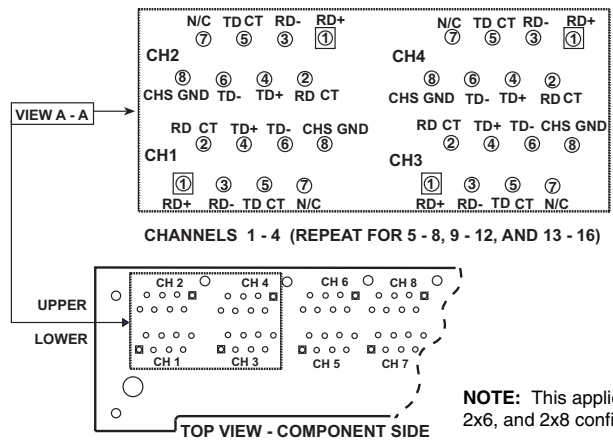 N/C TD CT RD- RD+ N/C TD CT RD- RD+
7 5 3 1 7 5 3 1
CH2 CH4
8 6 4 2 8 6 4 2
CHS GND TD- TD+ RD CT CHS GND TD- TD+ RD CT
VIEW A - A
RD CT TD+ TD- CHS GND RD CT TD+ TD- CHS GND
2 4 6 8 2 4 6 8
CH1 CH3
1 3 5 7 1 3 5 7
RD+ RD- TD CT N/C RD+ RD- TD CT N/C
CHANNELS 1 - 4 (REPEAT FOR 5 - 8, 9 - 12, AND 13 - 16)
CH 2 CH 4 CH 6 CH 8
UPPER
LOWER
CH 1 CH 3 CH 5 CH 7
NOTE: This applie
2x6, and 2x8 confi
TOP VIEW - COMPONENT SIDE